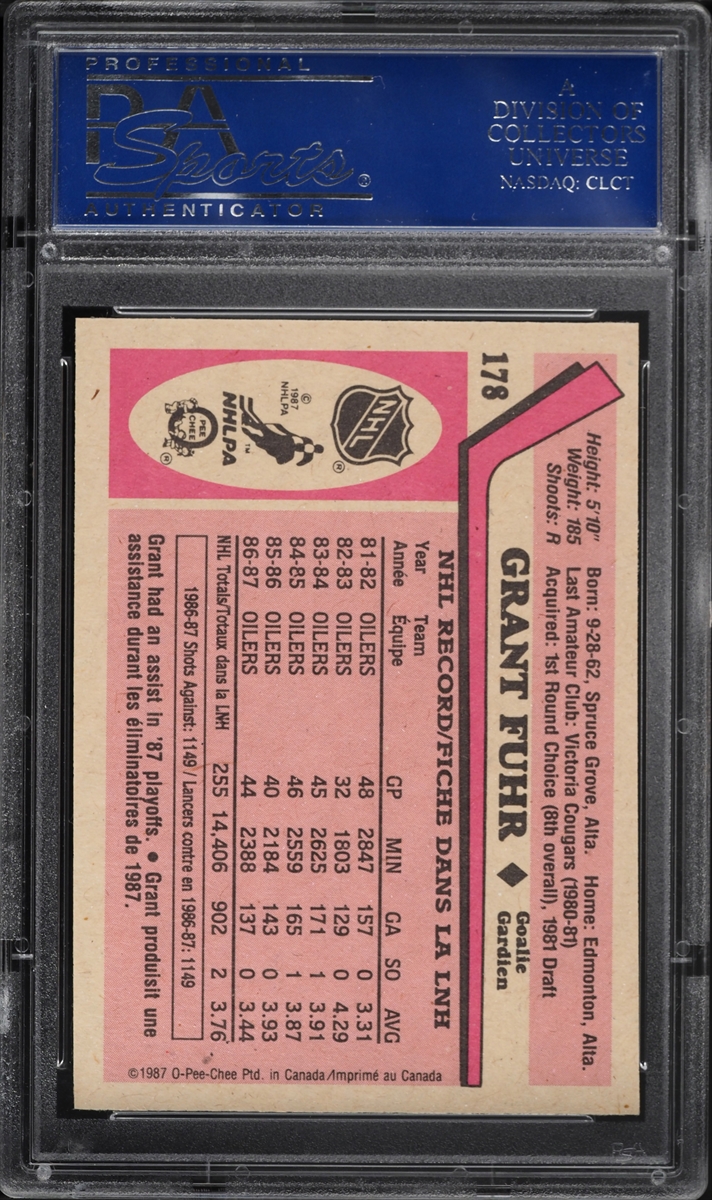 PROFESSIONAL
PSA
Sports®
AUTHENTICATOR
A
DIVISION OF
COLLECTORS
UNIVERSE
NASDAQ: CLCT
178
Height: 5'10" Born: 9-28-62, Spruce Grove, Alta. Home: Edmonton, Alta.
Weight: 185 Last Amateur Club: Victoria Cougars (1980-81)
Shoots: R Acquired: 1st Round Choice (8th overall), 1981 Draft
GRANT FUHR ♦ Goalie
Gardien
NHL
®
© 1987 NHLPA
NHLPA™
O PEE CHEE
®
NHL RECORD/FICHE DANS LA LNH
Year Team
Année Équipe GP MIN GA SO AVG
81-82 OILERS 48 2847 157 0 3.31
82-83 OILERS 32 1803 129 0 4.29
83-84 OILERS 45 2625 171 1 3.91
84-85 OILERS 46 2559 165 1 3.87
85-86 OILERS 40 2184 143 0 3.93
86-87 OILERS 44 2388 137 0 3.44
NHL Totals/Totaux dans la LNH 255 14,406 902 2 3.76
1986-87 Shots Against: 1149 / Lancers contre en 1986-87: 1149
Grant had an assist in '87 playoffs. ● Grant produisit une
assistance durant les éliminatoires de 1987.
©1987 O-Pee-Chee Ptd. in Canada/Imprimé au Canada